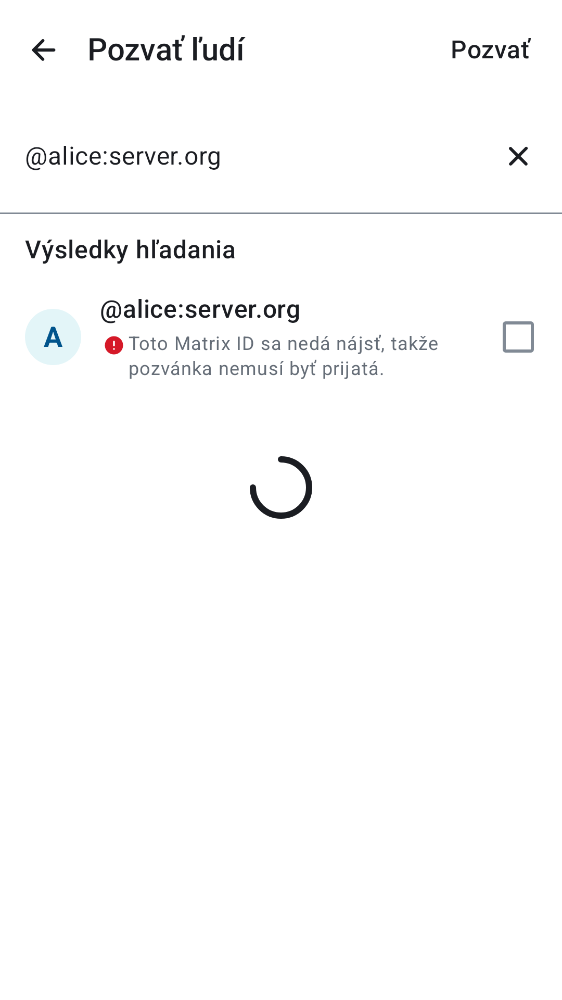 Pozvať ľudí
Pozvať
@alice:server.org
Výsledky hľadania
A
@alice:server.org
Toto Matrix ID sa nedá nájsť, takže
pozvánka nemusí byť prijatá.